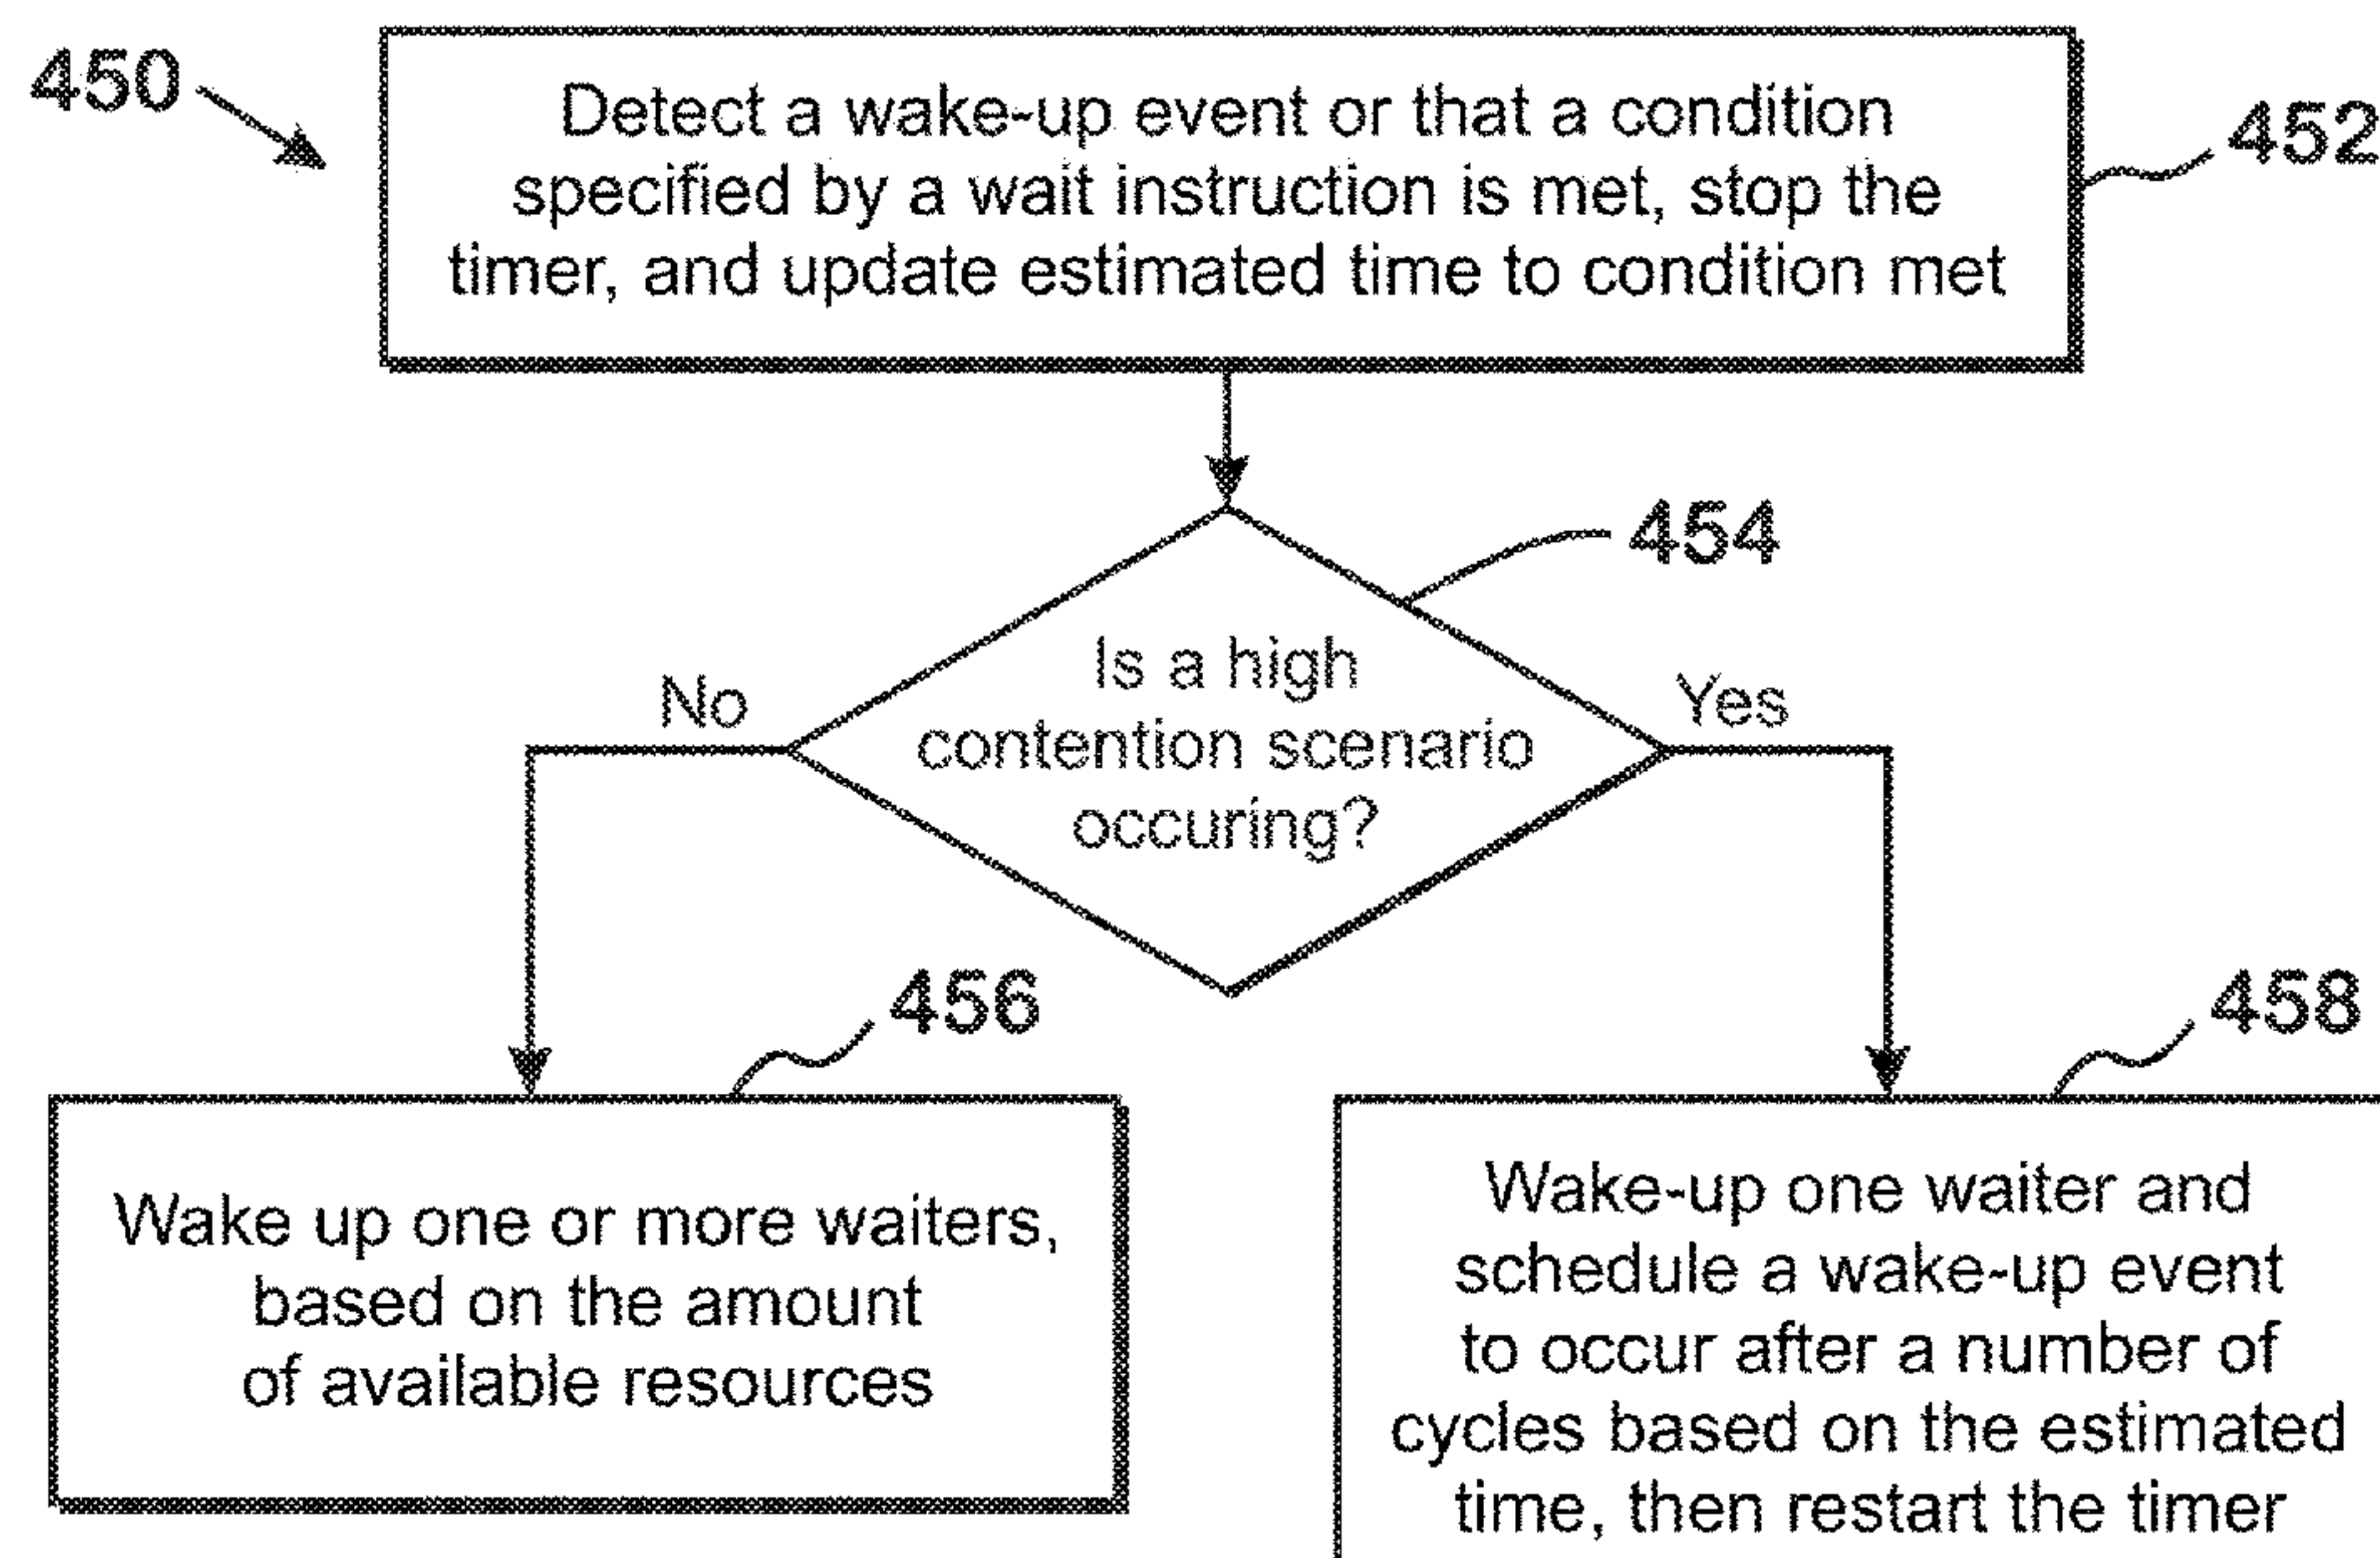 450
Detect a wake-up event or that a condition
specified by a wait instruction is met, stop the
timer, and update estimated time to condition met
452
454
Is a high
contention scenario
occuring?
No
Yes
456
458
Wake up one or more waiters,
based on the amount
of available resources
Wake-up one waiter and
schedule a wake-up event
to occur after a number of
cycles based on the estimated
time, then restart the timer